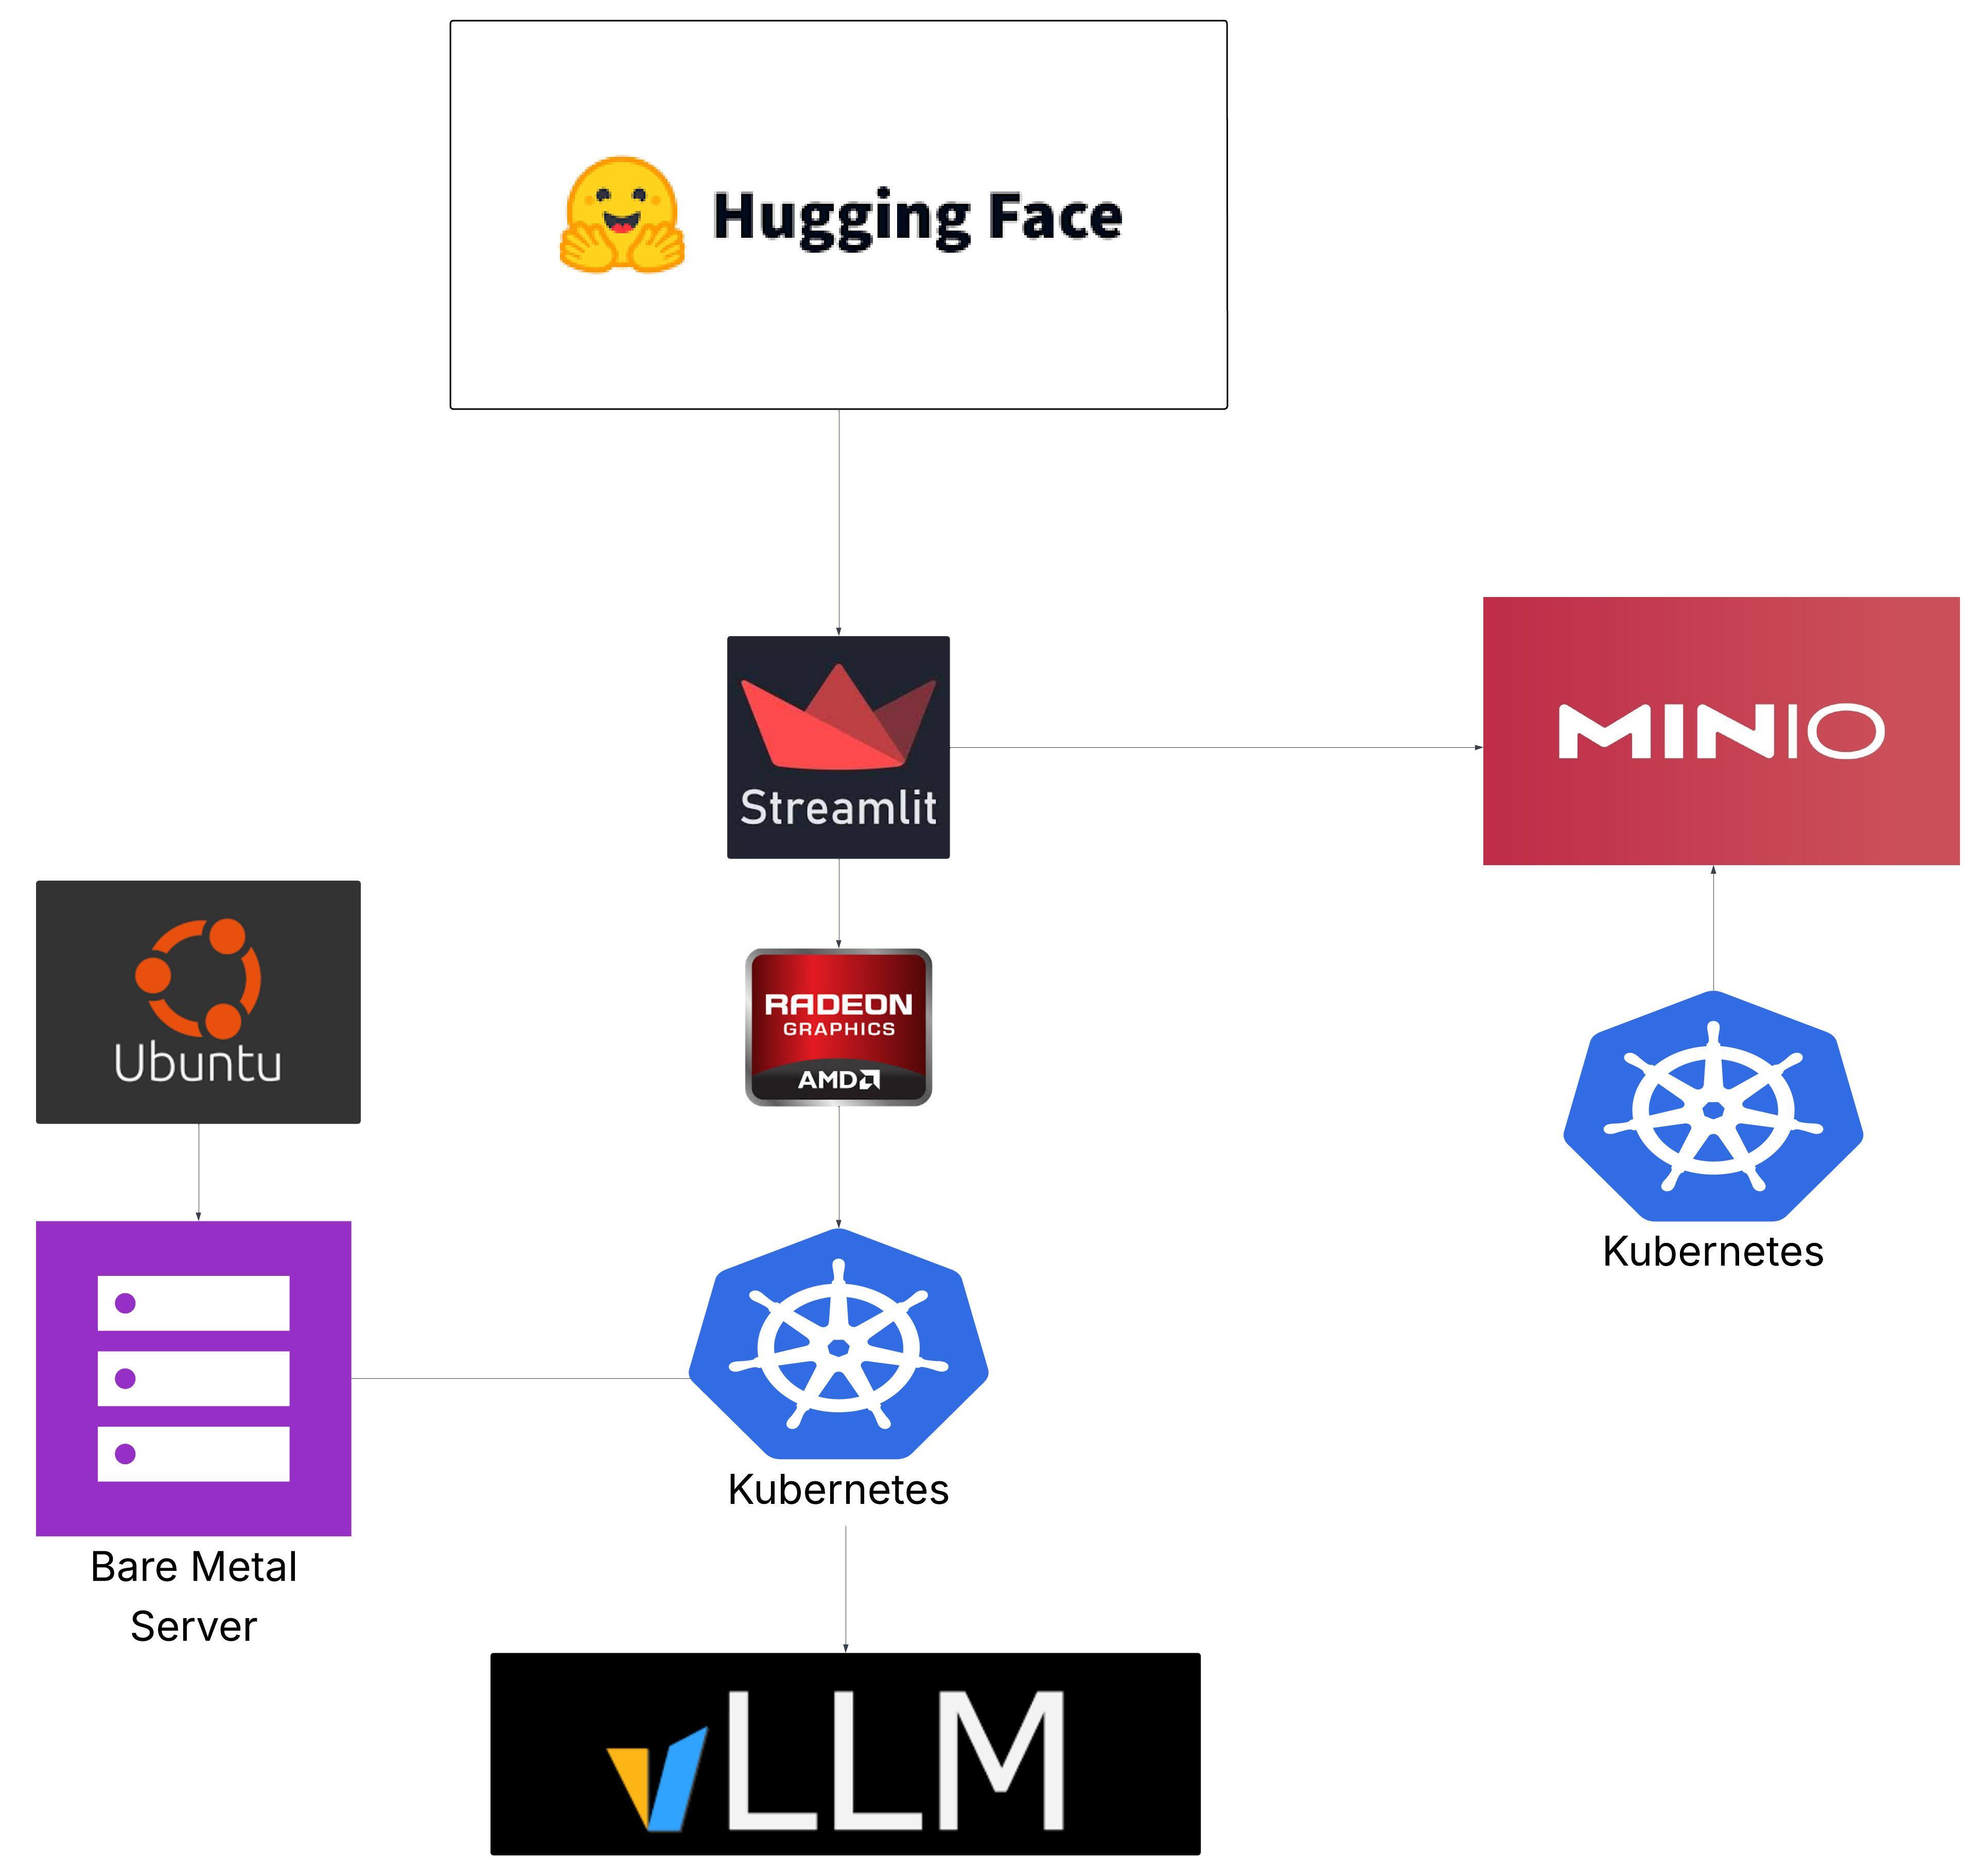 Hugging Face
MINIO
Streamlit
RADEON
GRAPHICS
AMD
Ubuntu
Kubernetes
Kubernetes
Bare Metal
Server
vLLM